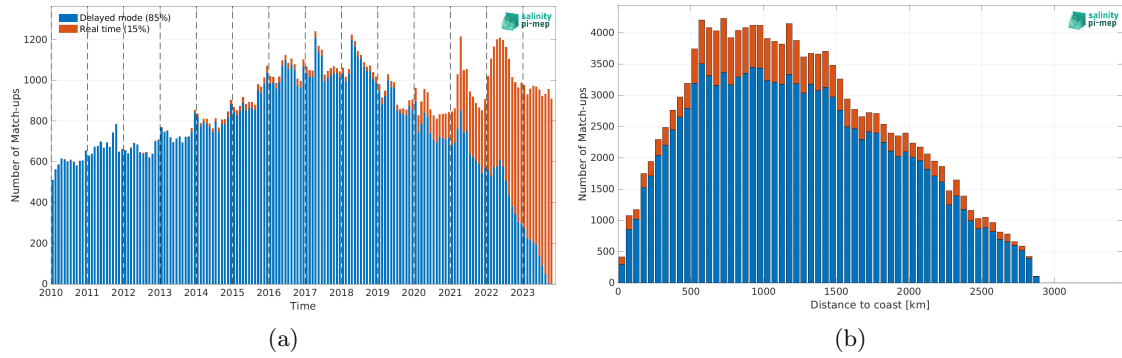 Delayed mode (85%)
Real time (15%)
salinity
pi-mep
Number of Match-ups
1200
1000
800
600
400
200
0
2010 2011 2012 2013 2014 2015 2016 2017 2018 2019 2020 2021 2022 2023
Time
(a)
salinity
pi-mep
Number of Match-ups
4000
3500
3000
2500
2000
1500
1000
500
0
0 500 1000 1500 2000 2500 3000
Distance to coast [km]
(b)